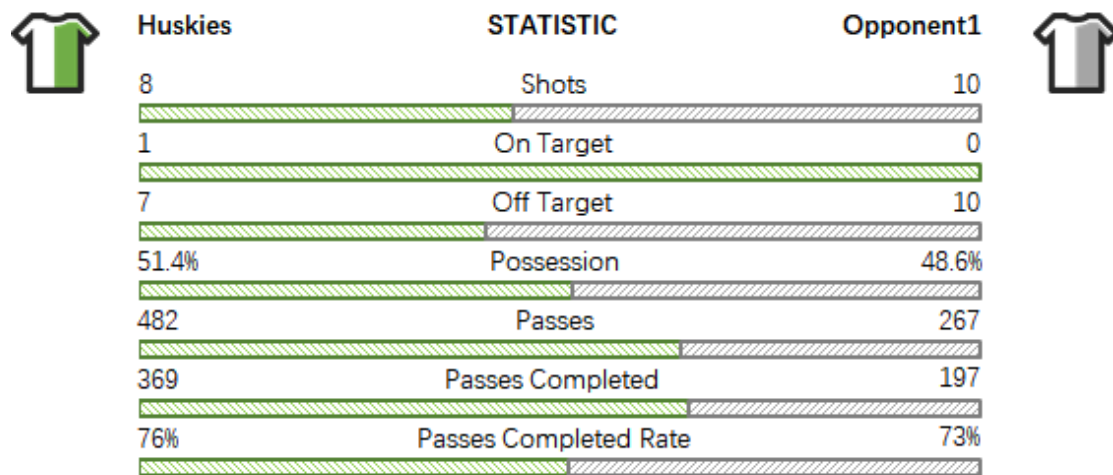 Huskies STATISTIC Opponent1
8 Shots 10
1 On Target 0
7 Off Target 10
51.4% Possession 48.6%
482 Passes 267
369 Passes Completed 197
76% Passes Completed Rate 73%